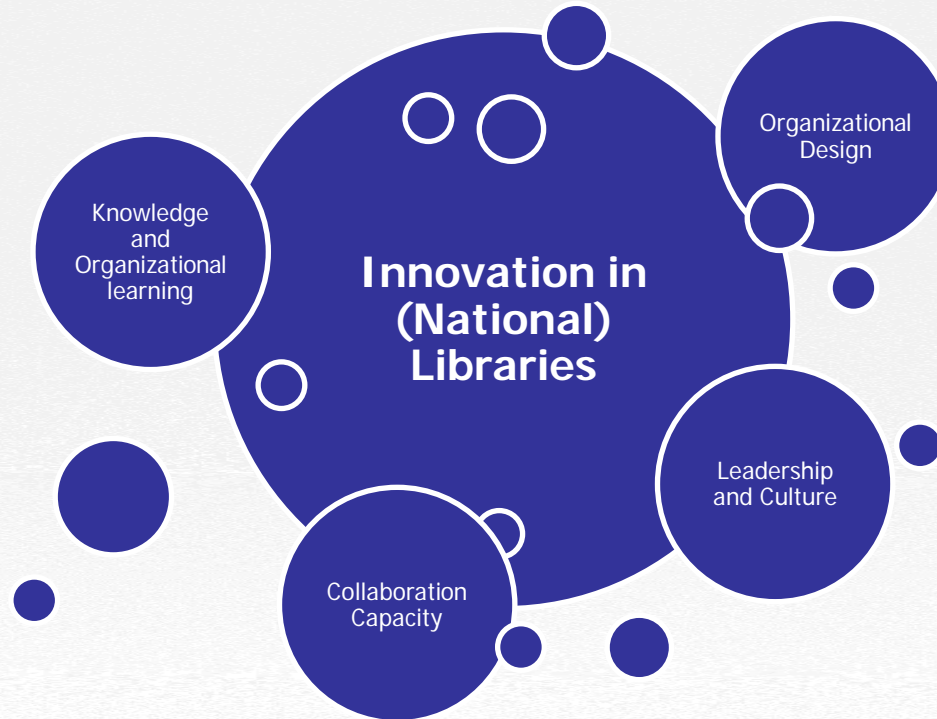 Organizational
Design
Knowledge
and
Organizational
learning
Innovation in
(National)
Libraries
Leadership
and Culture
Collaboration
Capacity